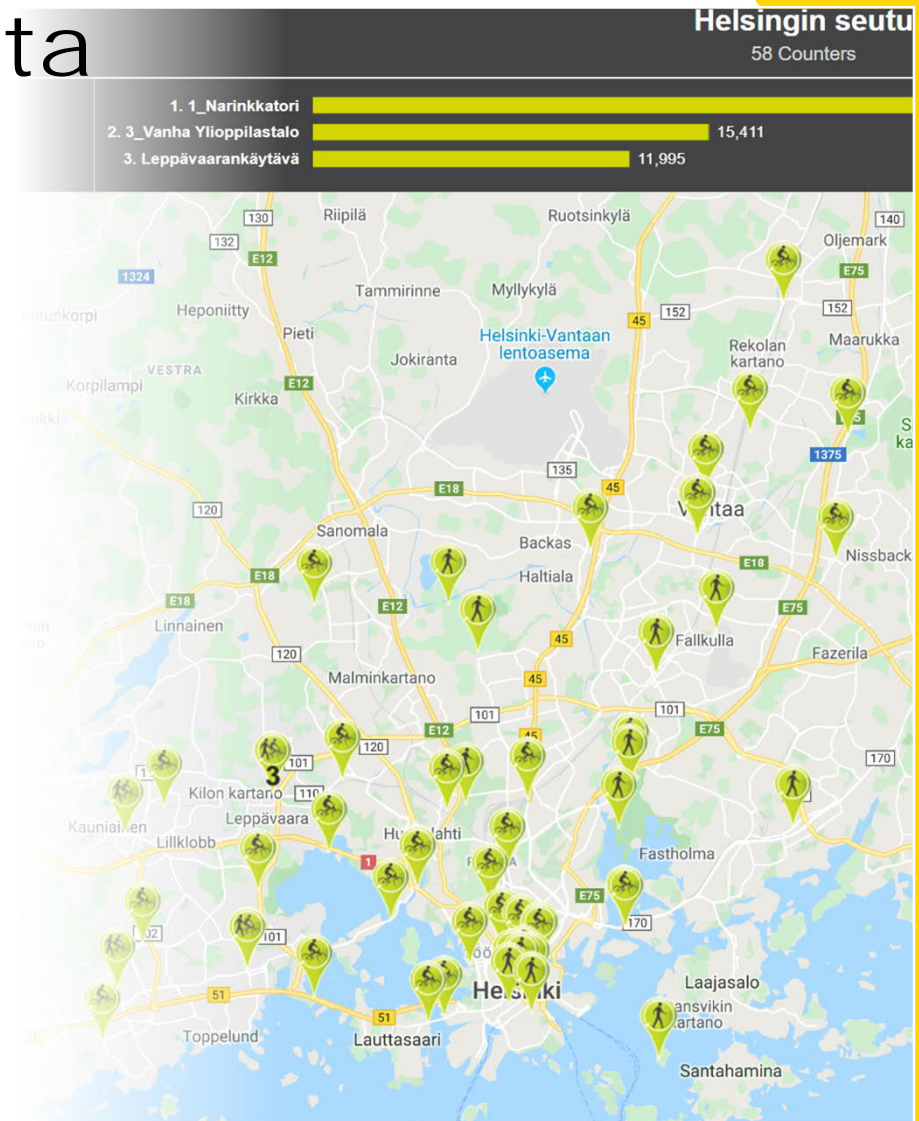 ta
Helsingin seutu
58 Counters
1. 1_Narinkkatori
2. 3_Vanha Ylioppilastalo 15,411
3. Leppävaarankäytävä 11,995
130
Riipilä
Ruotsinkylä
140
132
E12
Oljemark
1324
E75
Tammirinne
Myllykylä
Heponiitty
152
152
45
Pieti
Helsinki-Vantaan
lentoasema
Rekolan
kartano
Maarukka
Jokiranta
VESTRA
Korpilampi
E12
Kirkka
S
ka
1375
135
E18
45
120
Sanomala
Backas
Nissback
E18
E18
Haltiala
E18
E12
E75
Linnainen
45
Fallkulla
120
Fazerila
Malminkartano
45
101
101
E12
E75
120
170
101
3
Kilon kartano
110
Leppävaara
Lillklobb
1
Fastholma
E75
170
101
51
Helsinki
Laajasalo
51
Toppelund
Lauttasaari
Santahamina